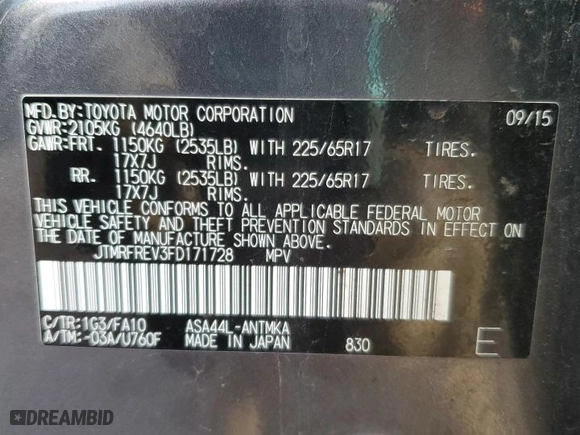 MFD.BY:TOYOTA MOTOR CORPORATION 09/15
GVWR:2105KG (4640LB)
GAWR:FRT. 1150KG (2535LB) WITH 225/65R17 TIRES.
17X7J RIMS.
RR. 1150KG (2535LB) WITH 225/65R17 TIRES.
17X7J RIMS.
THIS VEHICLE CONFORMS TO ALL APPLICABLE FEDERAL MOTOR
VEHICLE SAFETY AND THEFT PREVENTION STANDARDS IN EFFECT ON
THE DATE OF MANUFACTURE SHOWN ABOVE.
JTMRFREV3FD171728 MPV
C/TR:1G3/FA10 ASA44L-ANTMKA
A/TM:-03A/U760F MADE IN JAPAN 830 E
DREAMBID